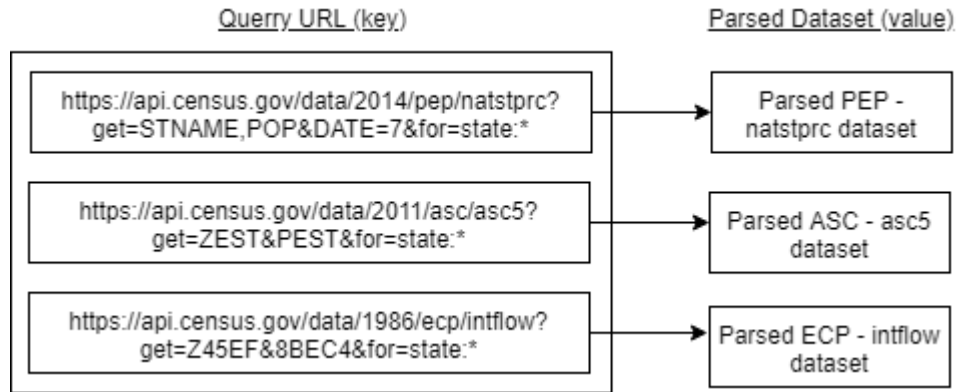 Querry URL (key)
Parsed Dataset (value)
https://api.census.gov/data/2014/pep/natstprc?
get=STNAME,POP&DATE=7&for=state:*
Parsed PEP -
natstprc dataset
https://api.census.gov/data/2011/asc/asc5?
get=ZEST&PEST&for=state:*
Parsed ASC - asc5
dataset
https://api.census.gov/data/1986/ecp/intflow?
get=Z45EF&8BEC4&for=state:*
Parsed ECP - intflow
dataset